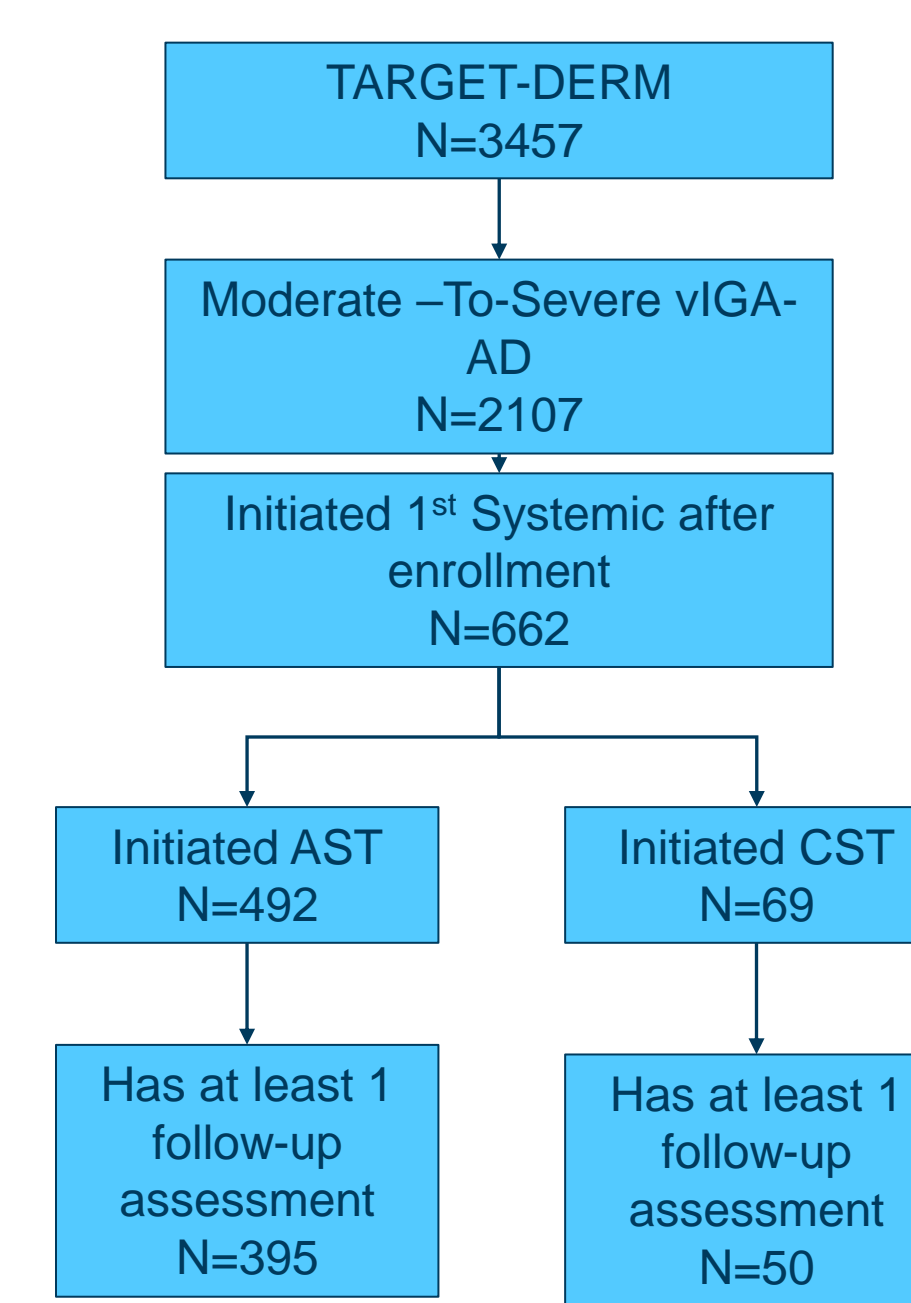 TARGET-DERM
N=3457
Moderate –To-Severe vIGA-
AD
N=2107
Initiated 1st Systemic after
enrollment
N=662
Initiated AST
N=492
Initiated CST
N=69
Has at least 1
follow-up
assessment
N=395
Has at least 1
follow-up
assessment
N=50